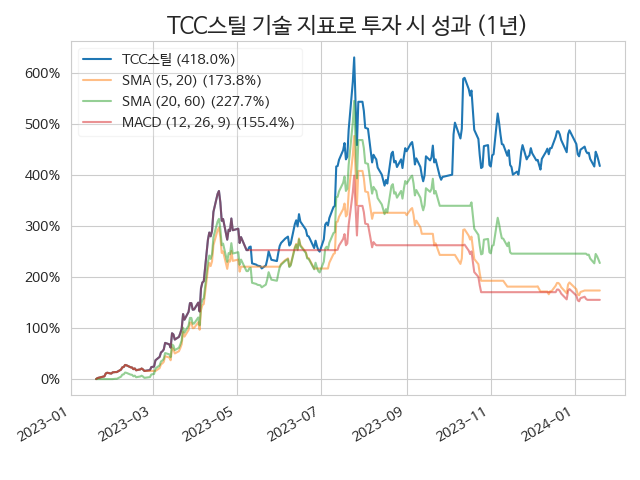 TCC스틸 기술 지표로 투자 시 성과 (1년)
TCC스틸 (418.0%)
SMA (5, 20) (173.8%)
SMA (20, 60) (227.7%)
MACD (12, 26, 9) (155.4%)
600%
500%
400%
300%
200%
100%
0%
2023-01
2023-03
2023-05
2023-07
2023-09
2023-11
2024-01